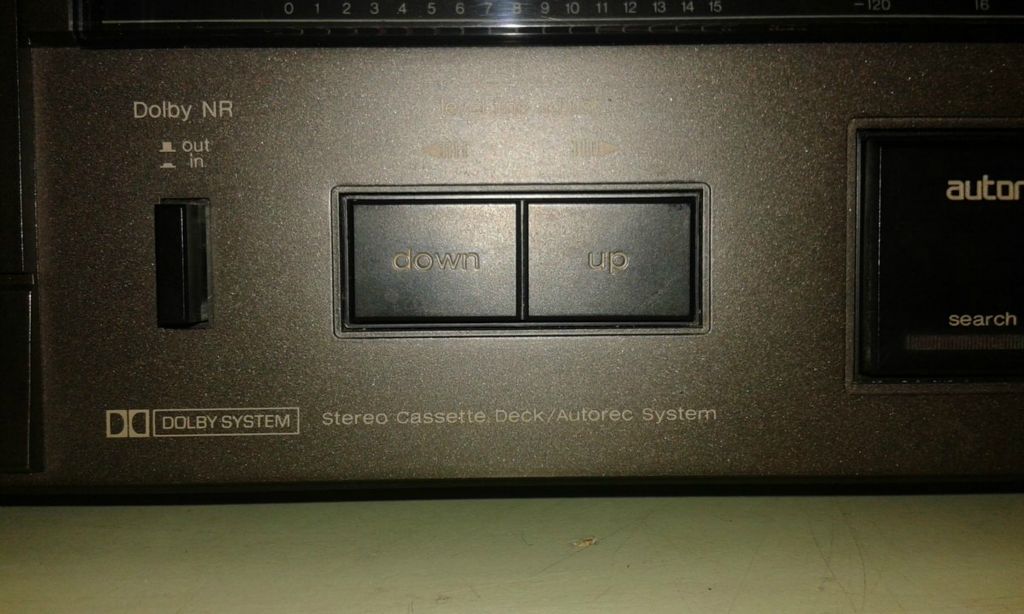 0 1 2 3 4 5 6 7 8 9 10 11 12 13 14 15
-120
16
Dolby NR
out
in
down
up
autor
search
DOLBY SYSTEM
Stereo Cassette Deck/Autorec System